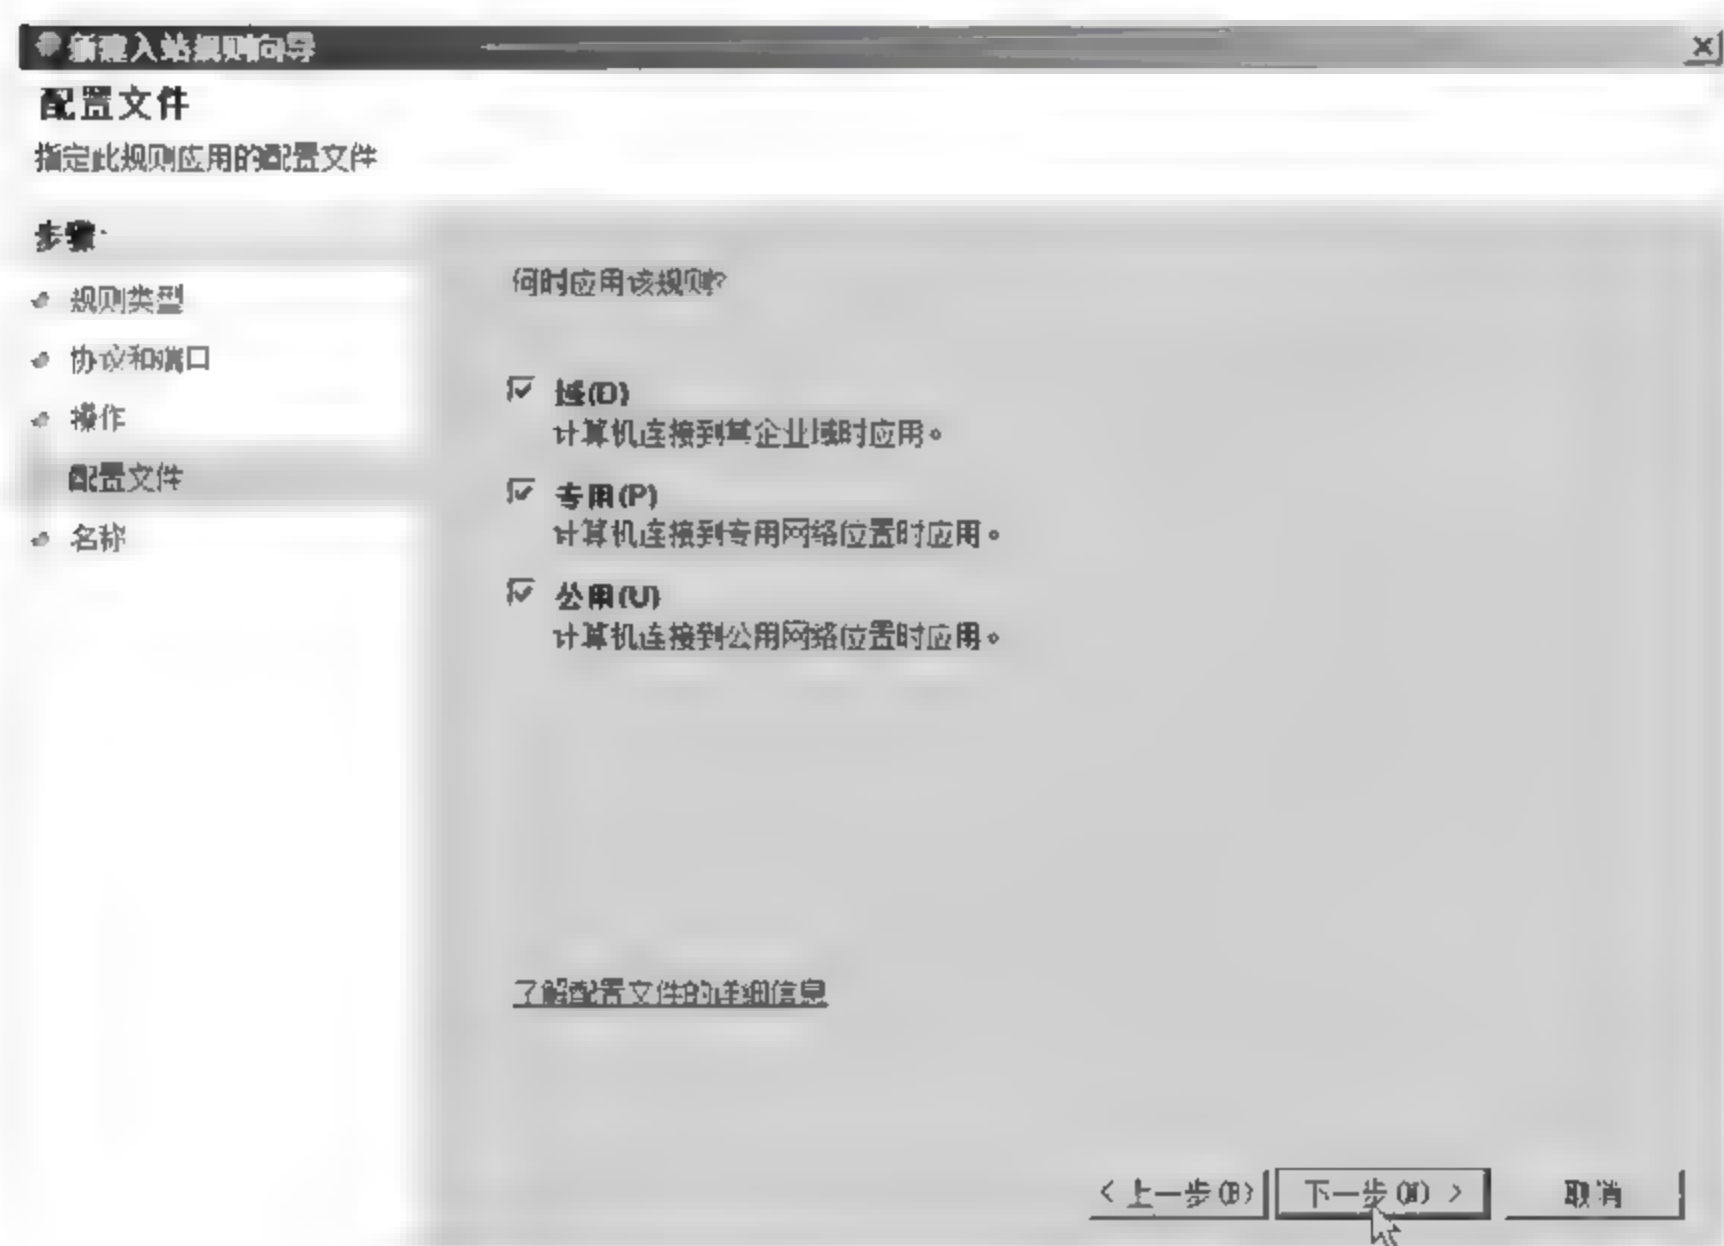 新建入站规则向导
配置文件
指定此规则应用的配置文件
步骤:
规则类型
协议和端口
操作
配置文件
名称
何时应用该规则?
域(D)
计算机连接到其企业域时应用。
专用(P)
计算机连接到专用网络位置时应用。
公用(U)
计算机连接到公用网络位置时应用。
了解配置文件的详细信息
< 上一步(B)
下一步(N) >
取消